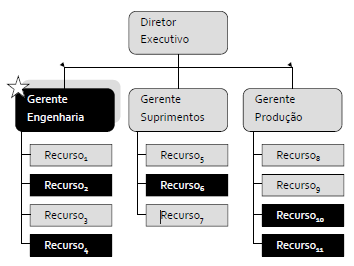 Diretor
Executivo
Gerente
Engenharia
Gerente
Suprimentos
Gerente
Produção
Recurso₁
Recurso₂
Recurso₃
Recurso₄
Recurso₅
Recurso₆
Recurso₇
Recurso₈
Recurso₉
Recurso₁₀
Recurso₁₁